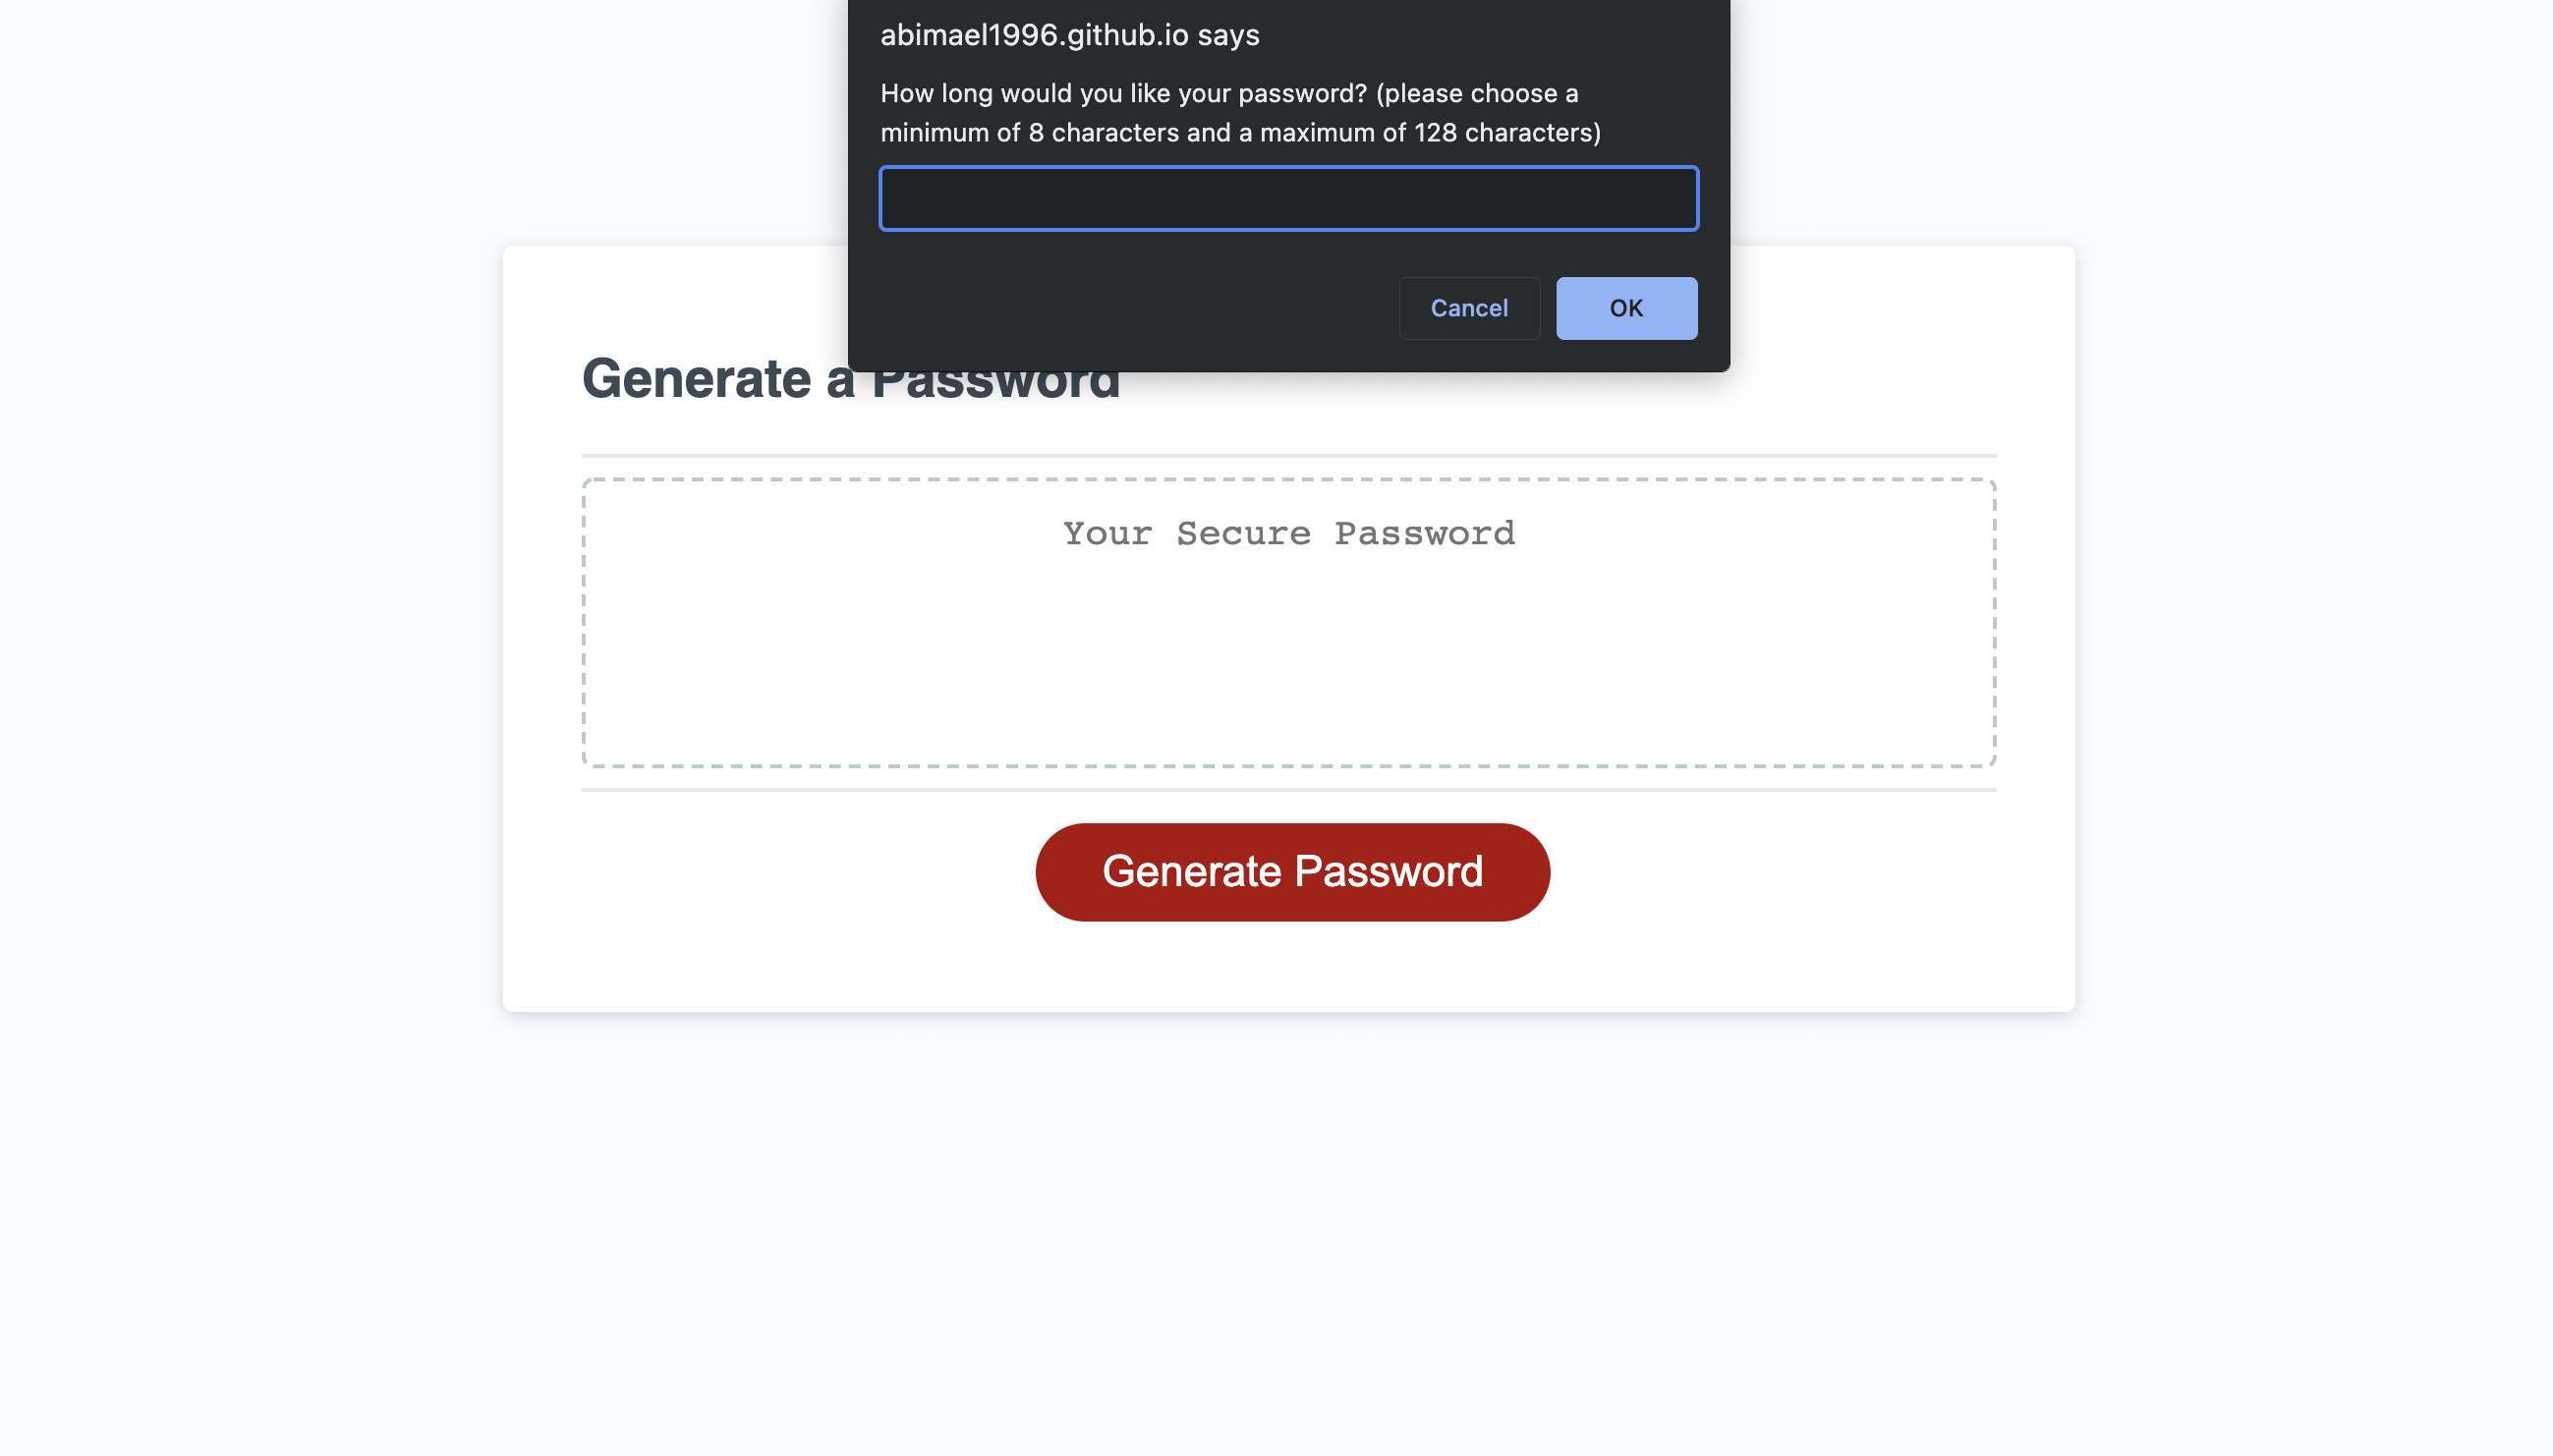 abimael1996.github.io says
How long would you like your password? (please choose a
minimum of 8 characters and a maximum of 128 characters)
Cancel
OK
Generate a Password
Your Secure Password
Generate Password